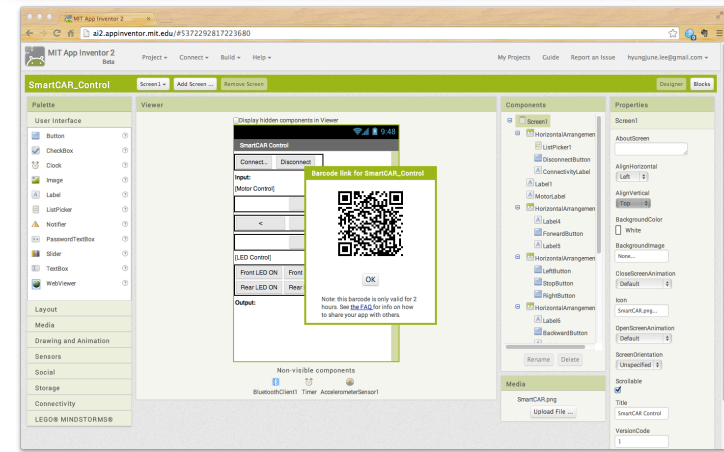 MIT App Inventor 2
ai2.appinventor.mit.edu/#5372292817223680
MIT App Inventor 2
Beta
Project Connect Build Help
My Projects Guide Report an Issue hyungjune.lee@gmail.com
SmartCAR_Control
Screen1 Add Screen ... Remove Screen
Designer Blocks
Palette
User Interface
Button
CheckBox
Clock
Image
Label
ListPicker
Notifier
PasswordTextBox
Slider
TextBox
WebViewer
Layout
Media
Drawing and Animation
Sensors
Social
Storage
Connectivity
LEGO® MINDSTORMS®
Viewer
Display hidden components in Viewer
9:48
SmartCAR Control
Connect... Disconnect
Input:
[Motor Control]
<
[LED Control]
Front LED ON Front
Rear LED ON Rear
Output:
Barcode link for SmartCAR_Control
OK
Note: this barcode is only valid for 2
hours. See the FAQ for info on how
to share your app with others.
Non-visible components
BluetoothClient1 Timer AccelerometerSensor1
Components
Screen1
HorizontalArrangemen
ListPicker1
DisconnectButton
ConnectivityLabel
Label1
MotorLabel
HorizontalArrangemen
Label4
ForwardButton
Label5
HorizontalArrangemen
LeftButton
StopButton
RightButton
HorizontalArrangemen
Label6
BackwardButton
Rename Delete
Media
SmartCAR.png
Upload File ...
Properties
Screen1
AboutScreen
AlignHorizontal
Left
AlignVertical
Top
BackgroundColor
White
BackgroundImage
None...
CloseScreenAnimation
Default
Icon
SmartCAR.png...
OpenScreenAnimation
Default
ScreenOrientation
Unspecified
Scrollable
Title
SmartCAR Control
VersionCode
1